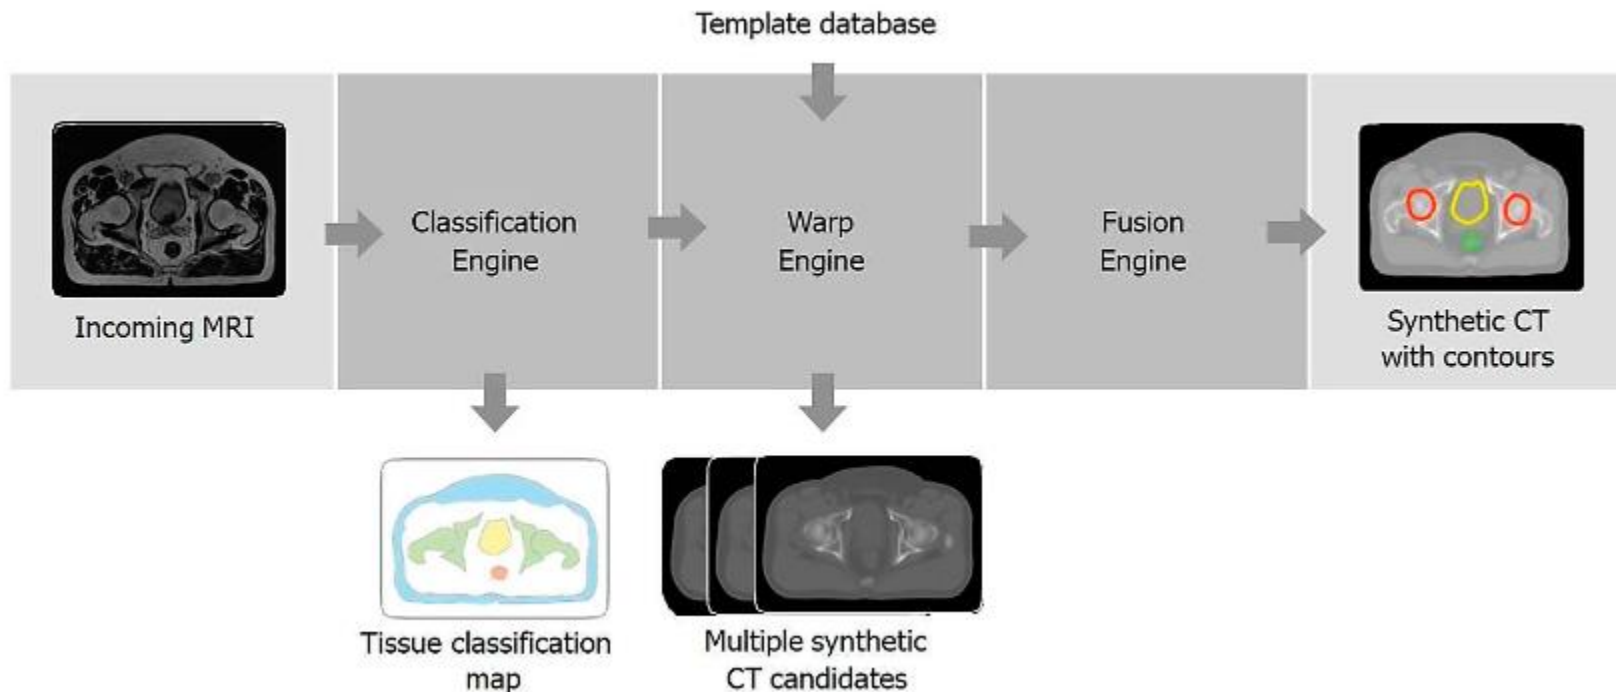 Template database
Incoming MRI
Classification
Engine
Warp
Engine
Fusion
Engine
Synthetic CT
with contours
Tissue classification
map
Multiple synthetic
CT candidates